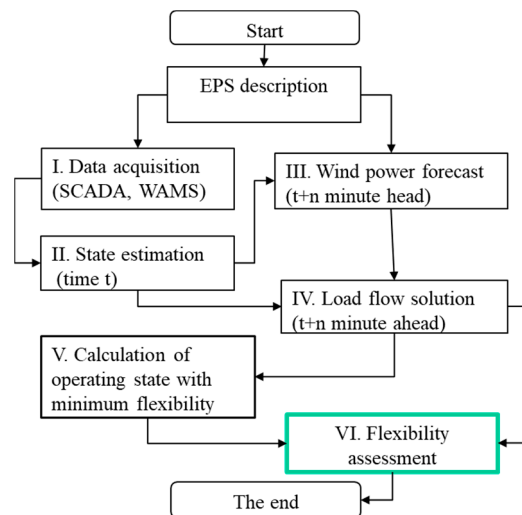 Start
EPS description
I. Data acquisition
(SCADA, WAMS)
III. Wind power forecast
(t+n minute head)
II. State estimation
(time t)
IV. Load flow solution
(t+n minute ahead)
V. Calculation of
operating state with
minimum flexibility
VI. Flexibility
assessment
The end